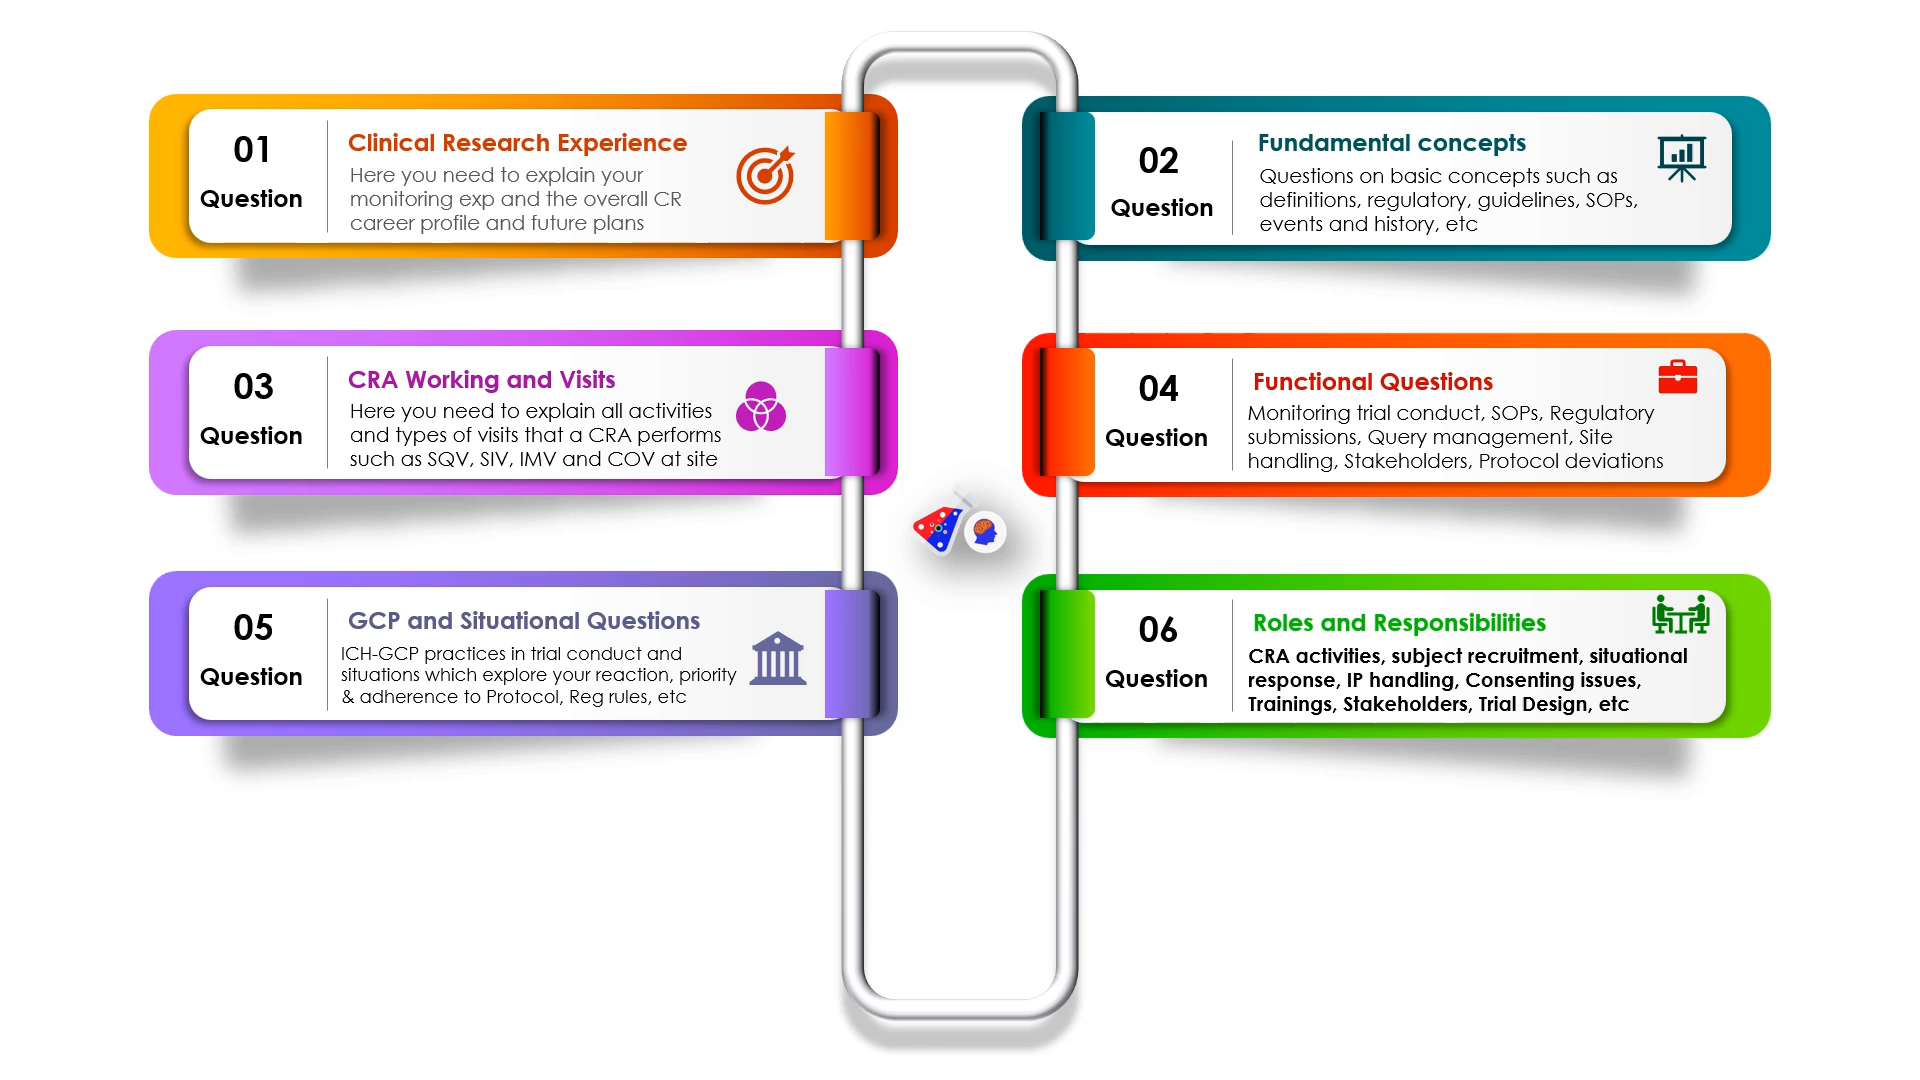 01
Question
Clinical Research Experience
Here you need to explain your
monitoring exp and the overall CR
career profile and future plans
02
Question
Fundamental concepts
Questions on basic concepts such as
definitions, regulatory, guidelines, SOPs,
events and history, etc
03
Question
CRA Working and Visits
Here you need to explain all activities
and types of visits that a CRA performs
such as SQV, SIV, IMV and COV at site
04
Question
Functional Questions
Monitoring trial conduct, SOPs, Regulatory
submissions, Query management, Site
handling, Stakeholders, Protocol deviations
05
Question
GCP and Situational Questions
ICH-GCP practices in trial conduct and
situations which explore your reaction, priority
& adherence to Protocol, Reg rules, etc
06
Question
Roles and Responsibilities
CRA activities, subject recruitment, situational
response, IP handling, Consenting issues,
Trainings, Stakeholders, Trial Design, etc